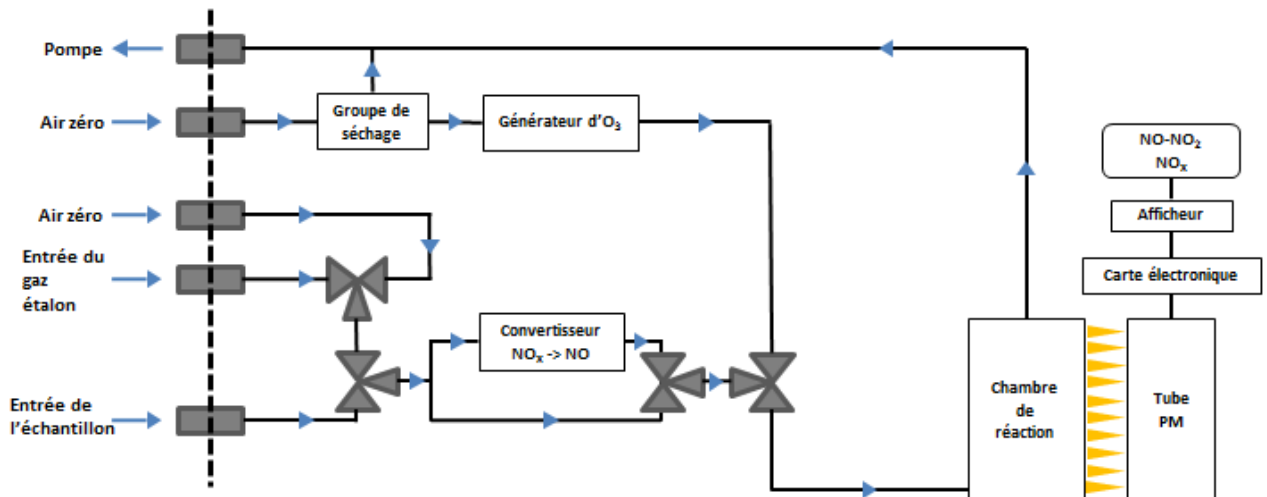 Pompe
Air zéro
Groupe de
séchage
Générateur d'O₃
NO-NO₂
NOₓ
Afficheur
Carte électronique
Air zéro
Entrée du
gaz
étalon
Convertisseur
NOₓ -> NO
Entrée de
l'échantillon
Chambre
de
réaction
Tube
PM